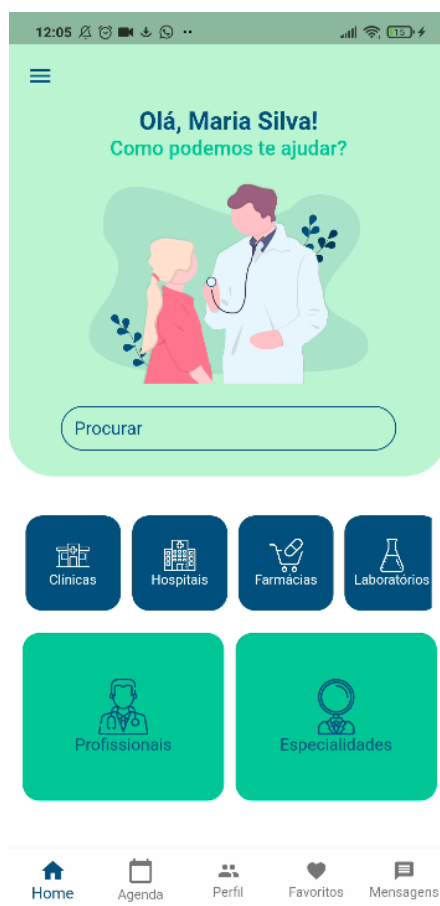 12:05
15
Olá, Maria Silva!
Como podemos te ajudar?
Procurar
Clínicas
Hospitais
Farmácias
Laboratórios
Profissionais
Especialidades
Home
Agenda
Perfil
Favoritos
Mensagens